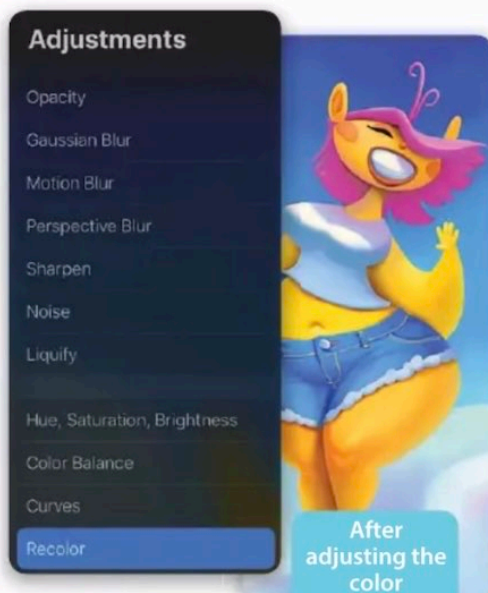 Adjustments
Opacity
Gaussian Blur
Motion Blur
Perspective Blur
Sharpen
Noise
Liquify
Hue, Saturation, Brightness
Color Balance
Curves
Recolor
After
adjusting the
color